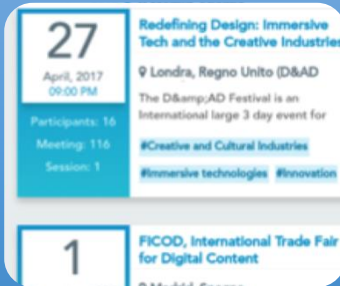 27
April, 2017
09:00 PM
Participants: 16
Meeting: 116
Session: 1
Redefining Design: Immersive
Tech and the Creative Industries
Londra, Regno Unito (D&AD
The D&amp;AD Festival is an
International large 3 day event for
#Creative and Cultural Industries
#Immersive technologies #Innovation
1
FICOD, International Trade Fair
for Digital Content
Madrid, Spagna